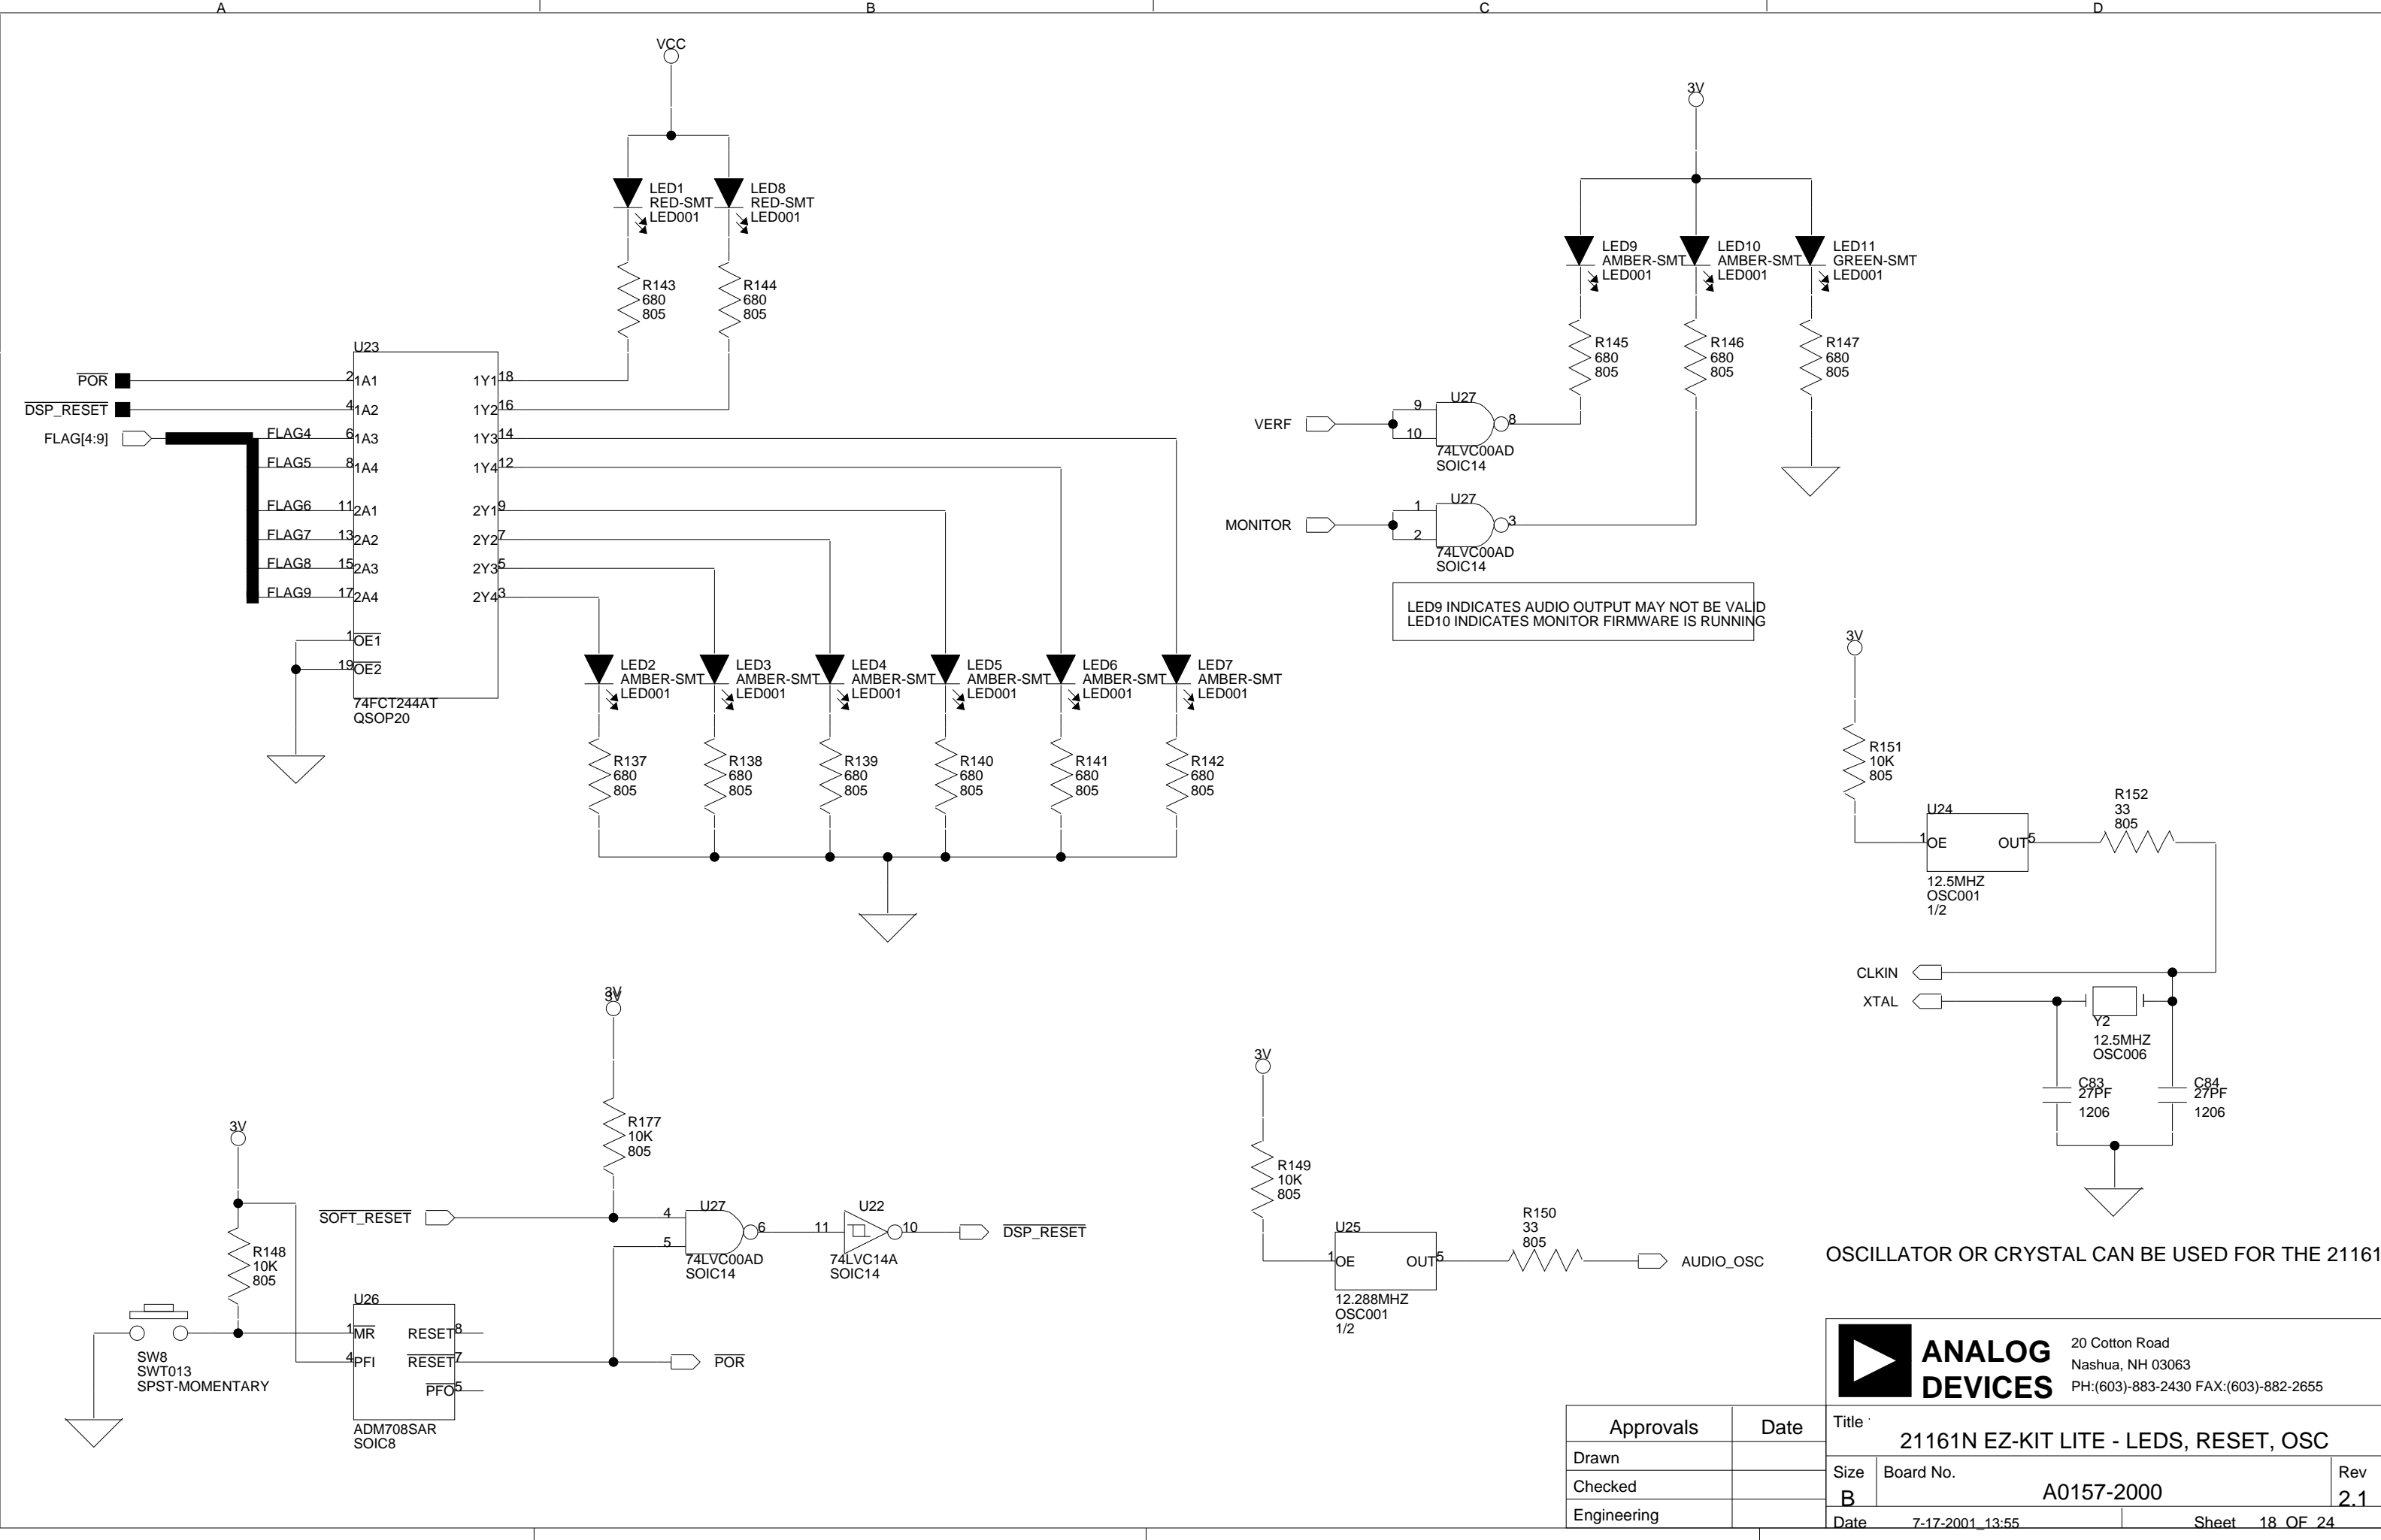 A B C D
VCC
3V
LED1
RED-SMT
LED001
LED8
RED-SMT
LED001
R143
680
805
R144
680
805
LED9
AMBER-SMT
LED001
LED10
AMBER-SMT
LED001
LED11
GREEN-SMT
LED001
R145
680
805
R146
680
805
R147
680
805
U23
POR 2 1A1 1Y1 18
DSP_RESET 4 1A2 1Y2 16
FLAG[4:9] FLAG4 6 1A3 1Y3 14
FLAG5 8 1A4 1Y4 12
FLAG6 11 2A1 2Y1 9
FLAG7 13 2A2 2Y2 7
FLAG8 15 2A3 2Y3 5
FLAG9 17 2A4 2Y4 3
1 OE1
19 OE2
74FCT244AT
QSOP20
VERF 9 10 U27 8
74LVC00AD
SOIC14
MONITOR 1 2 U27 3
74LVC00AD
SOIC14
LED9 INDICATES AUDIO OUTPUT MAY NOT BE VALID
LED10 INDICATES MONITOR FIRMWARE IS RUNNING
LED2
AMBER-SMT
LED001
LED3
AMBER-SMT
LED001
LED4
AMBER-SMT
LED001
LED5
AMBER-SMT
LED001
LED6
AMBER-SMT
LED001
LED7
AMBER-SMT
LED001
R137
680
805
R138
680
805
R139
680
805
R140
680
805
R141
680
805
R142
680
805
3V
R151
10K
805
U24
1 OE OUT 5
12.5MHZ
OSC001
1/2
R152
33
805
CLKIN
XTAL
Y2
12.5MHZ
OSC006
C83
27PF
1206
C84
27PF
1206
OSCILLATOR OR CRYSTAL CAN BE USED FOR THE 21161
3V
3V
R177
10K
805
SOFT_RESET
4 5 U27 6
74LVC00AD
SOIC14
11 U22 10
74LVC14A
SOIC14
DSP_RESET
3V
R148
10K
805
SW8
SWT013
SPST-MOMENTARY
U26
1 MR RESET 8
4 PFI RESET 7
PFO 5
ADM708SAR
SOIC8
POR
3V
R149
10K
805
U25
1 OE OUT 5
12.288MHZ
OSC001
1/2
R150
33
805
AUDIO_OSC
ANALOG
DEVICES
20 Cotton Road
Nashua, NH 03063
PH:(603)-883-2430 FAX:(603)-882-2655
Approvals Date
Drawn
Checked
Engineering
Title
21161N EZ-KIT LITE - LEDS, RESET, OSC
Size Board No. Rev
B A0157-2000 2.1
Date 7-17-2001_13:55 Sheet 18 OF 24